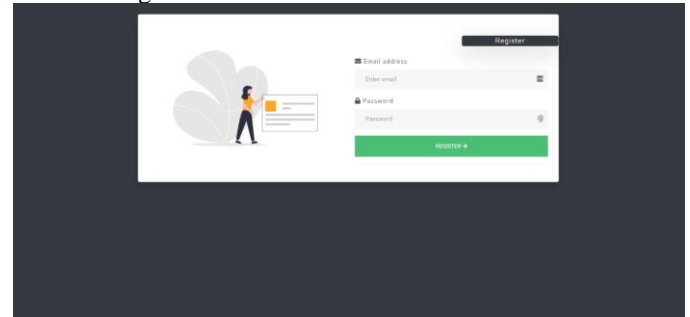 Register
Email address
Enter email
Password
Password
REGISTER